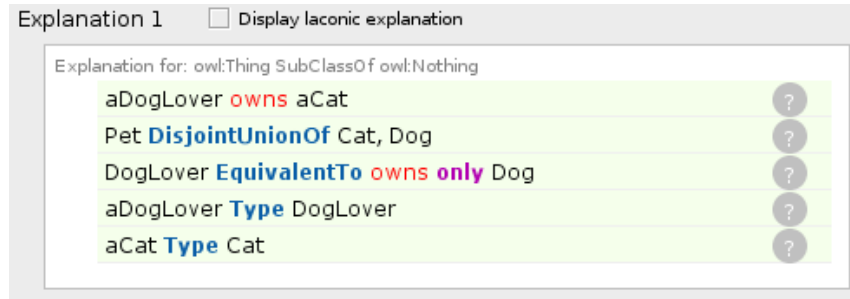 Explanation 1 Display laconic explanation
Explanation for: owl:Thing SubClassOf owl:Nothing
aDogLover owns aCat ?
Pet DisjointUnionOf Cat, Dog ?
DogLover EquivalentTo owns only Dog ?
aDogLover Type DogLover ?
aCat Type Cat ?